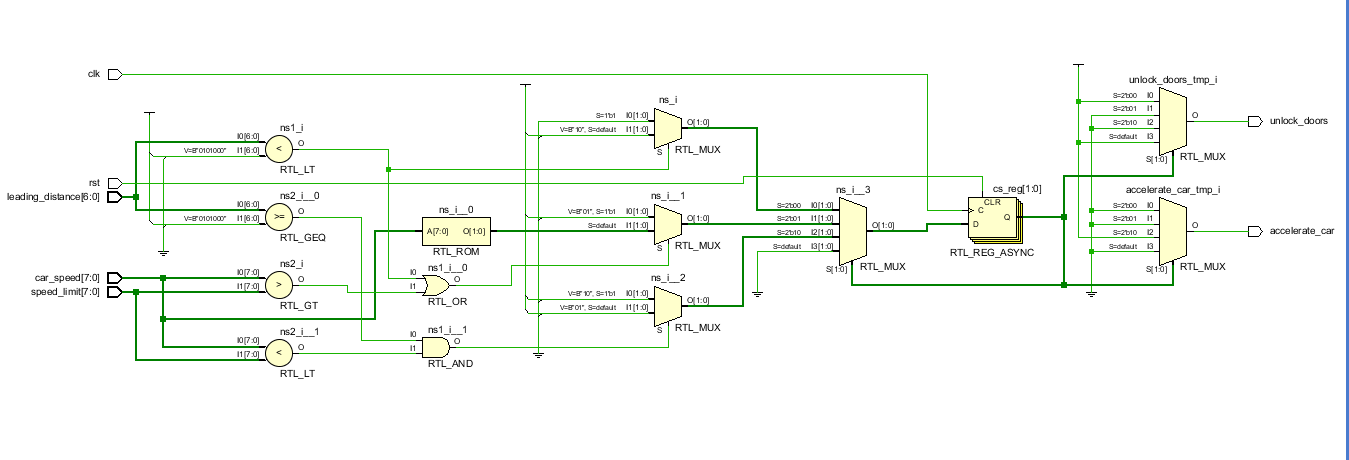 clk
rst
leading_distance[6:0]
car_speed[7:0]
speed_limit[7:0]
ns1_i
I0[6:0]
V=B"0101000" I1[6:0]
<
O
RTL_LT
ns2_i__0
I0[6:0]
V=B"0101000" I1[6:0]
>=
O
RTL_GEQ
ns2_i
I0[7:0]
I1[7:0]
>
O
RTL_GT
ns2_i__1
I0[7:0]
I1[7:0]
<
O
RTL_LT
ns_i__0
A[7:0] O[1:0]
RTL_ROM
ns1_i__0
I0
I1
O
RTL_OR
ns1_i__1
I0
I1
O
RTL_AND
ns_i
S=1'b1 I0[1:0]
V=B"10", S=default I1[1:0]
O[1:0]
S
RTL_MUX
ns_i__1
V=B"01", S=1'b1 I0[1:0]
S=default I1[1:0]
O[1:0]
S
RTL_MUX
ns_i__2
V=B"10", S=1'b1 I0[1:0]
V=B"01", S=default I1[1:0]
O[1:0]
S
RTL_MUX
ns_i__3
S=2'b00 I0[1:0]
S=2'b01 I1[1:0]
S=2'b10 I2[1:0]
S=default I3[1:0]
O[1:0]
S[1:0]
RTL_MUX
cs_reg[1:0]
CLR
C
D
Q
RTL_REG_ASYNC
unlock_doors_tmp_i
S=2'b00 I0
S=2'b01 I1
S=2'b10 I2
S=default I3
O
S[1:0]
RTL_MUX
unlock_doors
accelerate_car_tmp_i
S=2'b00 I0
S=2'b01 I1
S=2'b10 I2
S=default I3
O
S[1:0]
RTL_MUX
accelerate_car